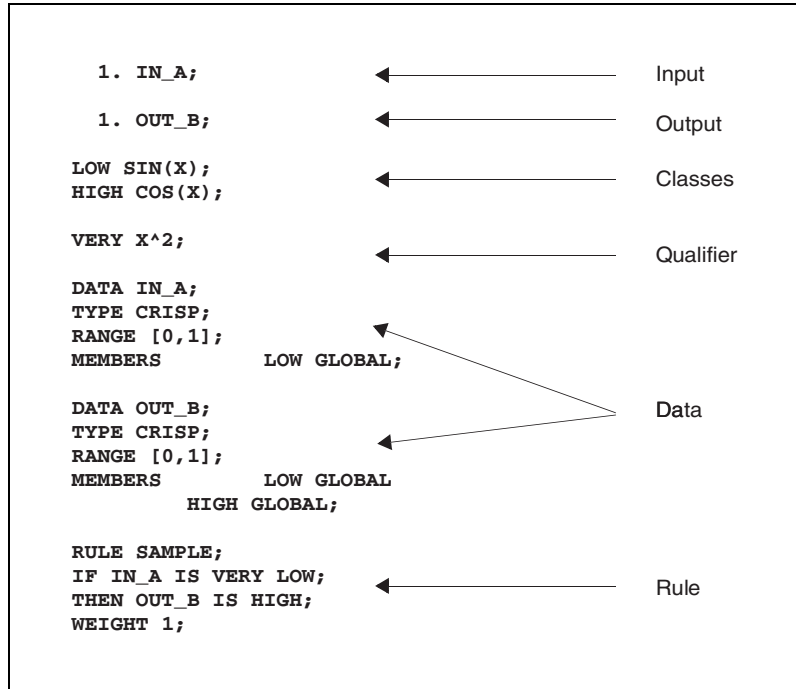 1. IN_A; Input
1. OUT_B; Output
LOW SIN(X);
HIGH COS(X); Classes
VERY X^2; Qualifier
DATA IN_A;
TYPE CRISP;
RANGE [0,1];
MEMBERS LOW GLOBAL;
Data
DATA OUT_B;
TYPE CRISP;
RANGE [0,1];
MEMBERS LOW GLOBAL
HIGH GLOBAL;
RULE SAMPLE;
IF IN_A IS VERY LOW;
THEN OUT_B IS HIGH; Rule
WEIGHT 1;